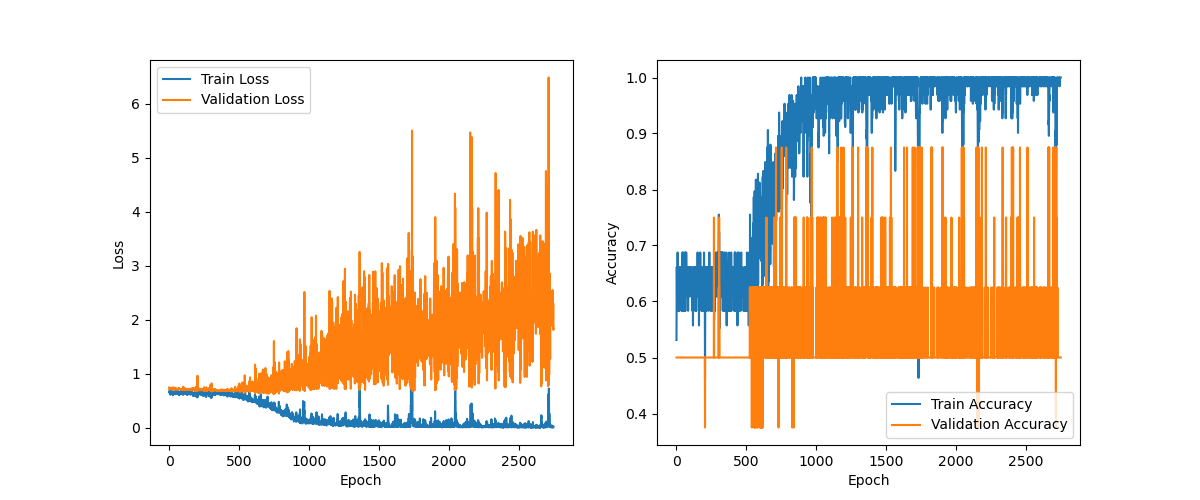 Train Loss
Validation Loss
Loss
6
5
4
3
2
1
0
0 500 1000 1500 2000 2500
Epoch
Accuracy
1.0
0.9
0.8
0.7
0.6
0.5
0.4
Train Accuracy
Validation Accuracy
0 500 1000 1500 2000 2500
Epoch